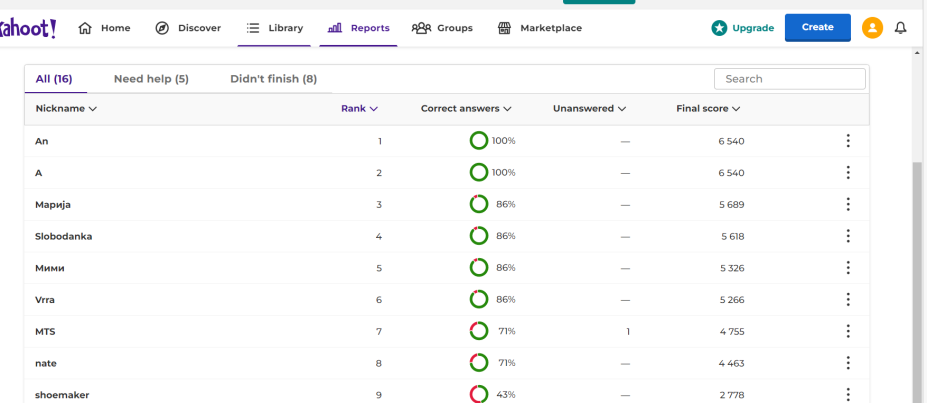 Kahoot! Home Discover Library Reports Groups Marketplace Upgrade Create
All (16) Need help (5) Didn't finish (8) Search
Nickname Rank Correct answers Unanswered Final score
An 1 100% — 6 540
A 2 100% — 6 540
Марија 3 86% — 5 689
Slobodanka 4 86% — 5 618
Мими 5 86% — 5 326
Vrra 6 86% — 5 266
MTS 7 71% 1 4 755
nate 8 71% — 4 463
shoemaker 9 43% — 2 778